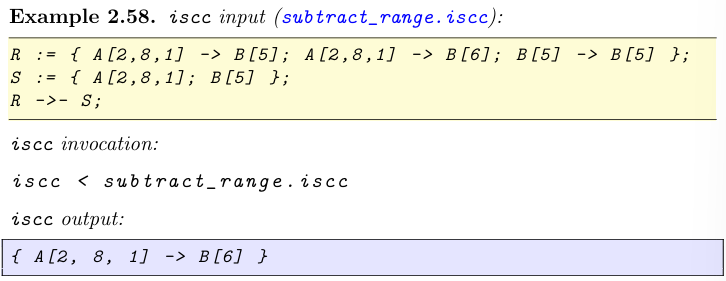 Example 2.58. iscc input (subtract_range.iscc):
R := { A[2,8,1] -> B[5]; A[2,8,1] -> B[6]; B[5] -> B[5] };
S := { A[2,8,1]; B[5] };
R ->- S;
iscc invocation:
iscc < subtract_range.iscc
iscc output:
{ A[2, 8, 1] -> B[6] }